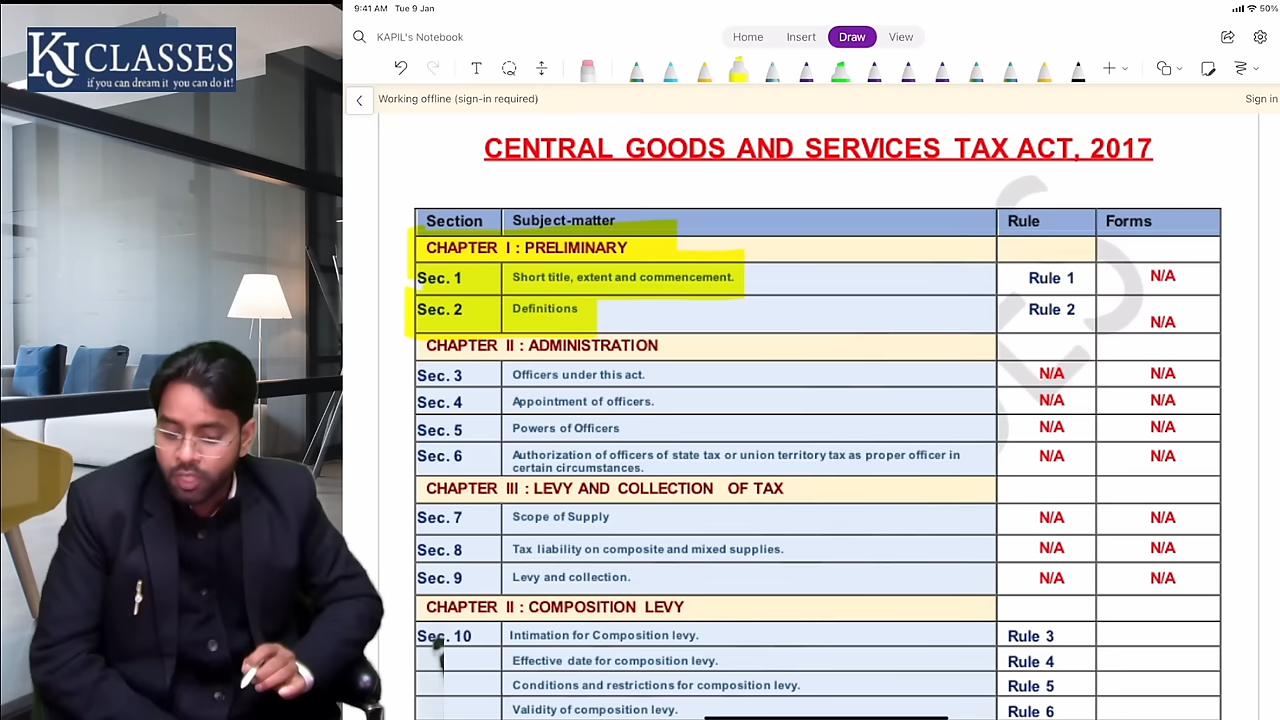 KJ CLASSES
if you can dream it you can do it!
9:41 AM Tue 9 Jan
50%
KAPIL's Notebook
Home Insert Draw View
Working offline (sign-in required)
Sign in
CENTRAL GOODS AND SERVICES TAX ACT, 2017
Section Subject-matter Rule Forms
CHAPTER I : PRELIMINARY
Sec. 1 Short title, extent and commencement. Rule 1 N/A
Sec. 2 Definitions Rule 2 N/A
CHAPTER II : ADMINISTRATION
Sec. 3 Officers under this act. N/A N/A
Sec. 4 Appointment of officers. N/A N/A
Sec. 5 Powers of Officers N/A N/A
Sec. 6 Authorization of officers of state tax or union territory tax as proper officer in
certain circumstances. N/A N/A
CHAPTER III : LEVY AND COLLECTION OF TAX
Sec. 7 Scope of Supply N/A N/A
Sec. 8 Tax liability on composite and mixed supplies. N/A N/A
Sec. 9 Levy and collection. N/A N/A
CHAPTER II : COMPOSITION LEVY
Sec. 10 Intimation for Composition levy. Rule 3
Effective date for composition levy. Rule 4
Conditions and restrictions for composition levy. Rule 5
Validity of composition levy. Rule 6